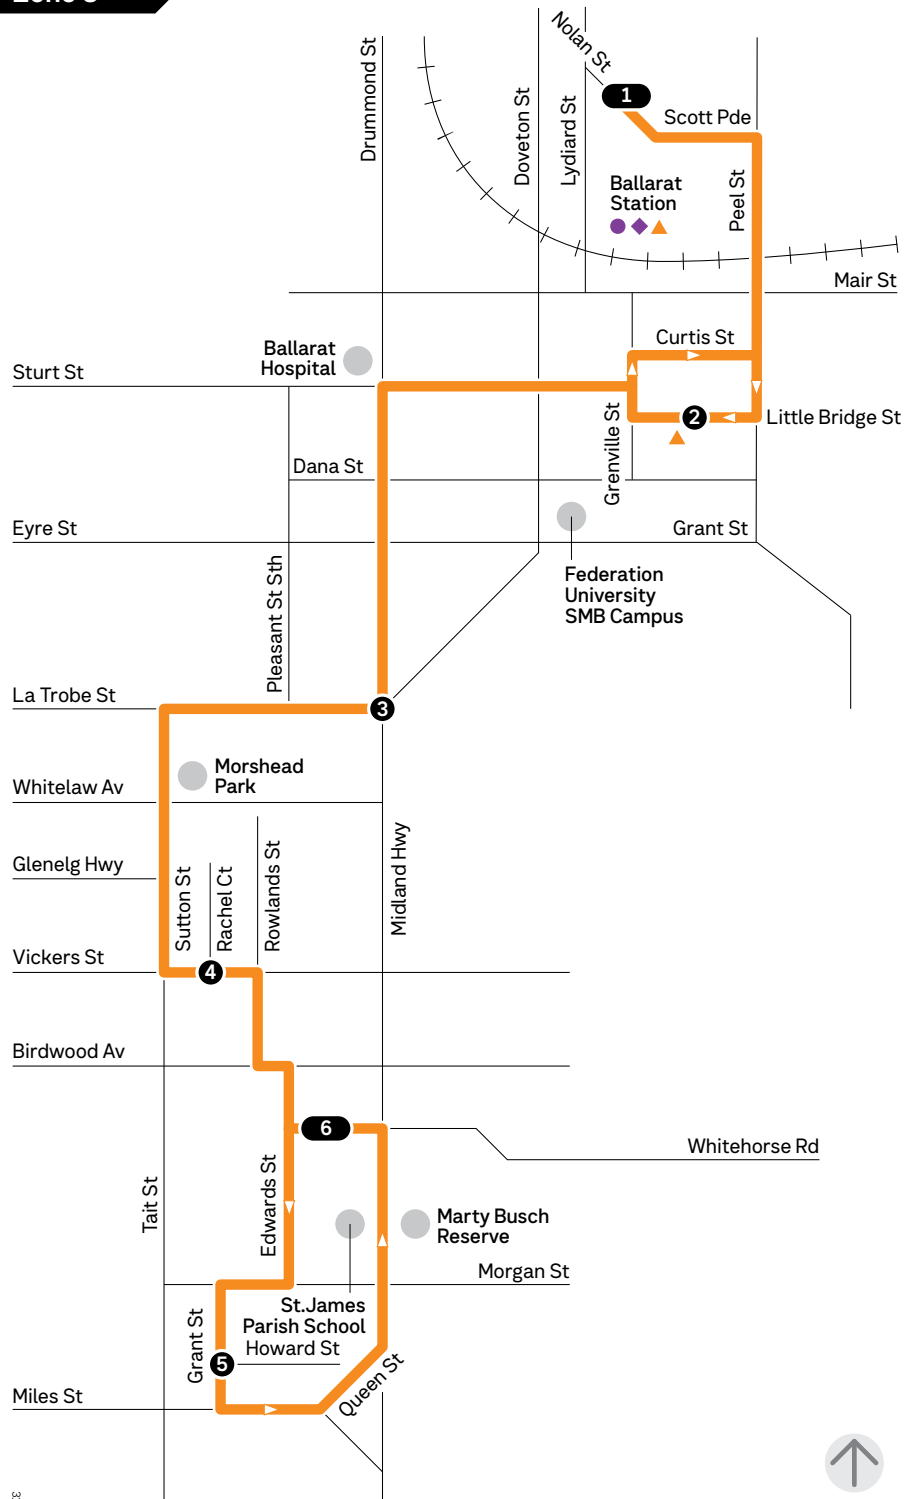 Nolan St
Drummond St
Doveton St
Lydiard St
1
Scott Pde
Peel St
Ballarat
Station
Mair St
Curtis St
Ballarat
Hospital
Sturt St
Grenville St
2
Little Bridge St
Dana St
Eyre St
Grant St
Pleasant St Sth
Federation
University
SMB Campus
La Trobe St
3
Morshead
Park
Whitelaw Av
Glenelg Hwy
Sutton St
Rachel Ct
Rowlands St
Midland Hwy
Vickers St
4
Birdwood Av
6
Whitehorse Rd
Tait St
Edwards St
Marty Busch
Reserve
Morgan St
St.James
Parish School
Howard St
Grant St
5
Queen St
Miles St